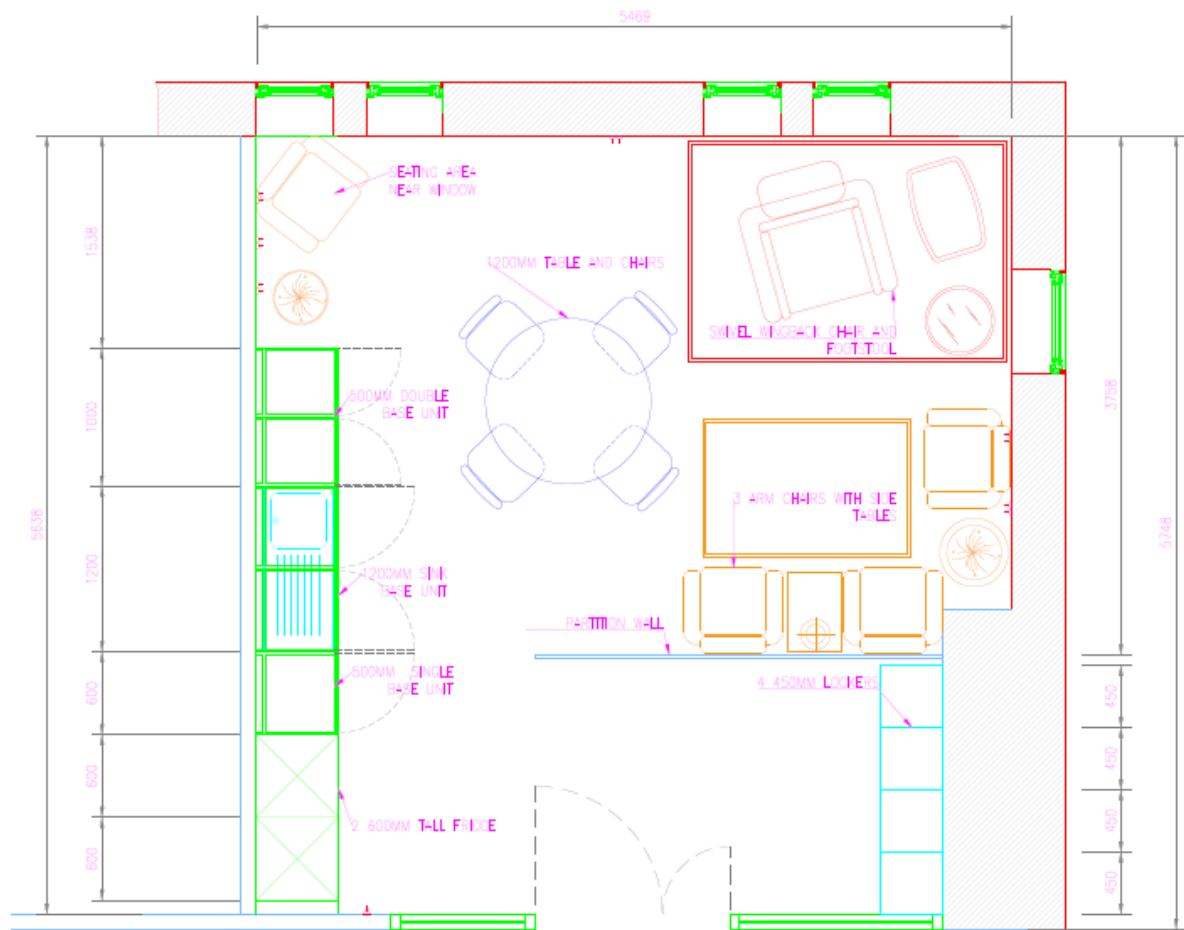 5469
SEATING AREA
NEAR WINDOW
1538
1200MM TABLE AND CHAIRS
SWIVEL WINGBACK CHAIR AND
FOOTSTOOL
500MM DOUBLE
BASE UNIT
1000
3758
3 ARM CHAIRS WITH SIDE
TABLES
5638
5748
1200
1200MM SINK
BASE UNIT
PARTITION WALL
600
500MM SINGLE
BASE UNIT
4 450MM LOCKERS
450
600
450
2 600MM TALL FRIDGE
450
600
450